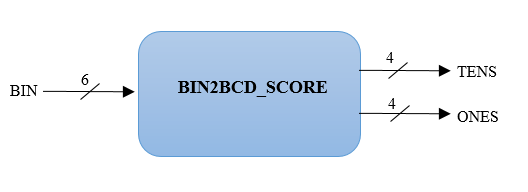 4
6
TENS
BIN
BIN2BCD_SCORE
4
ONES